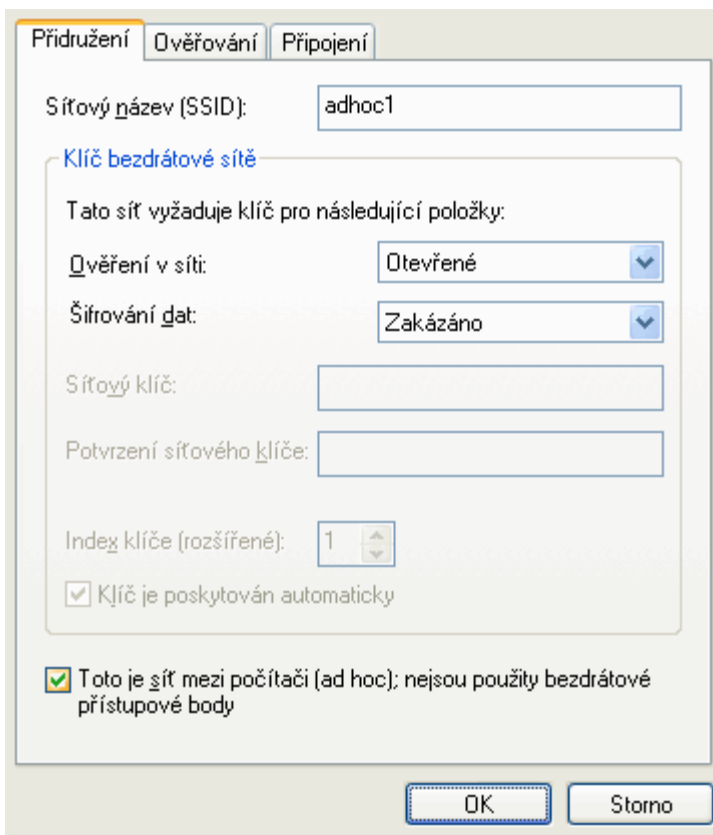 Přidružení Ověřování Připojení
Síťový název (SSID): adhoc1
Klíč bezdrátové sítě
Tato síť vyžaduje klíč pro následující položky:
Ověření v síti: Otevřené
Šifrování dat: Zakázáno
Síťový klíč:
Potvrzení síťového klíče:
Index klíče (rozšířené): 1
Klíč je poskytován automaticky
Toto je síť mezi počítači (ad hoc); nejsou použity bezdrátové
přístupové body
OK Storno